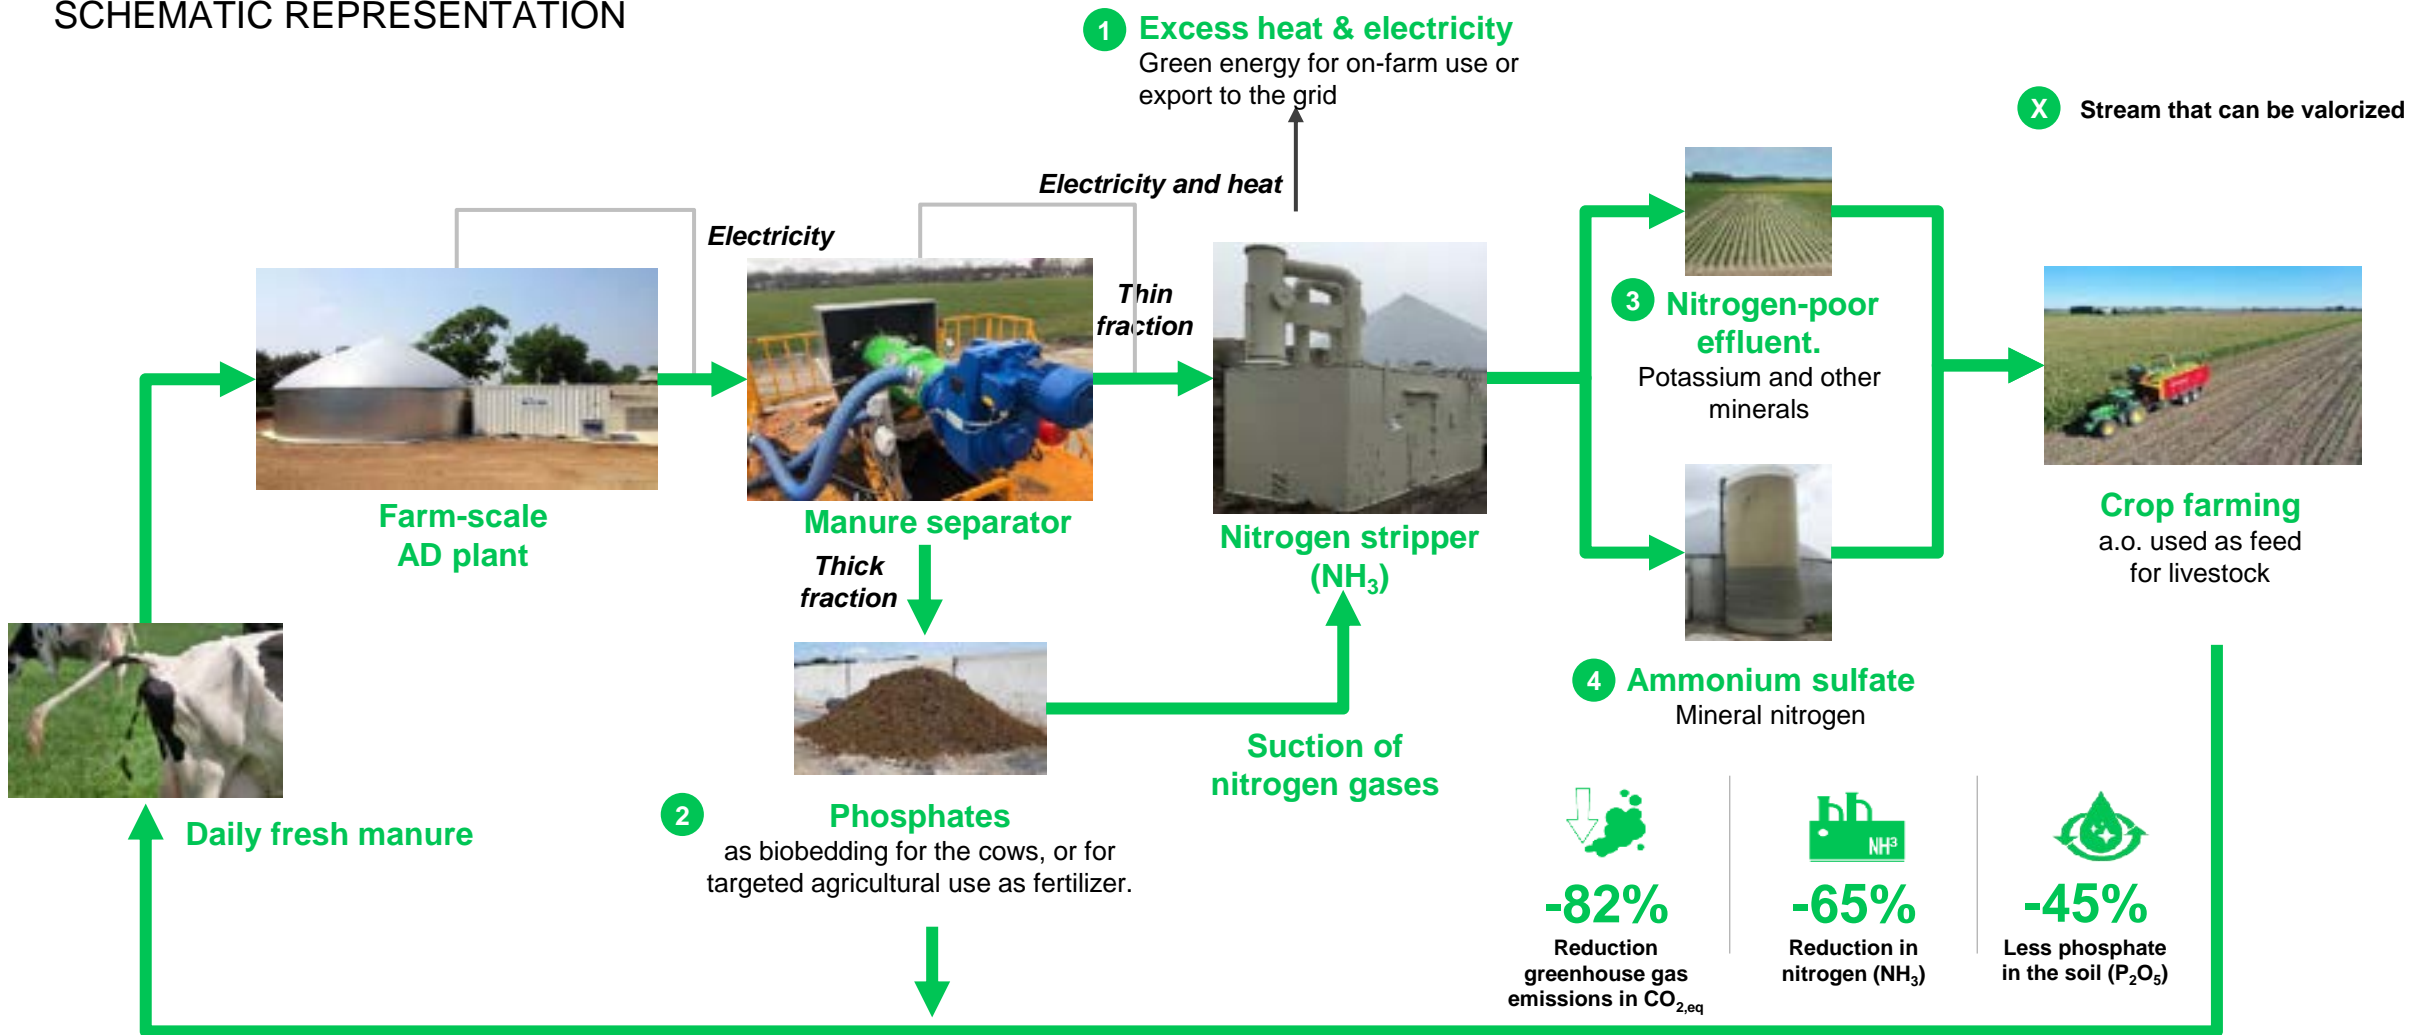 SCHEMATIC REPRESENTATION
1 Excess heat & electricity
Green energy for on-farm use or
export to the grid
X Stream that can be valorized
Electricity and heat
Electricity
Thin
fraction
Farm-scale
AD plant
Manure separator
Thick
fraction
Nitrogen stripper
(NH₃)
3 Nitrogen-poor
effluent.
Potassium and other
minerals
Crop farming
a.o. used as feed
for livestock
4 Ammonium sulfate
Mineral nitrogen
Suction of
nitrogen gases
Daily fresh manure
2 Phosphates
as biobedding for the cows, or for
targeted agricultural use as fertilizer.
NH³
-82%
Reduction
greenhouse gas
emissions in CO₂,eq
-65%
Reduction in
nitrogen (NH₃)
-45%
Less phosphate
in the soil (P₂O₅)